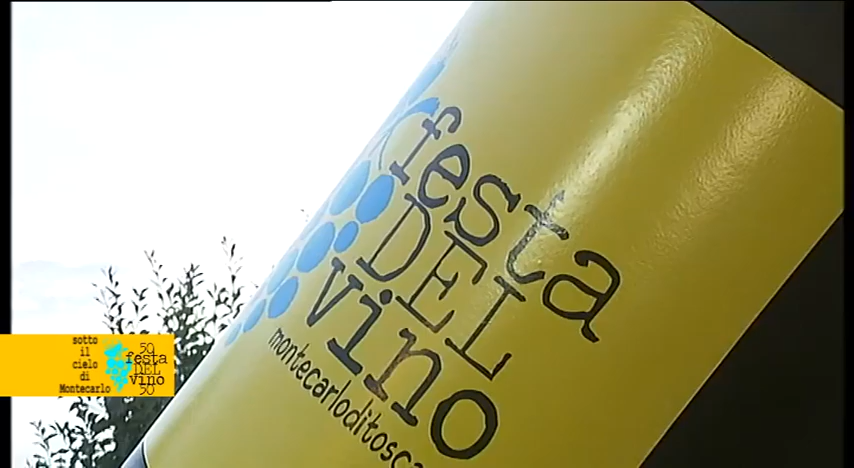 festa
DEL
vino
montecarloditosca
sotto
il
cielo
di
Montecarlo
50
festa
DEL
vino
50